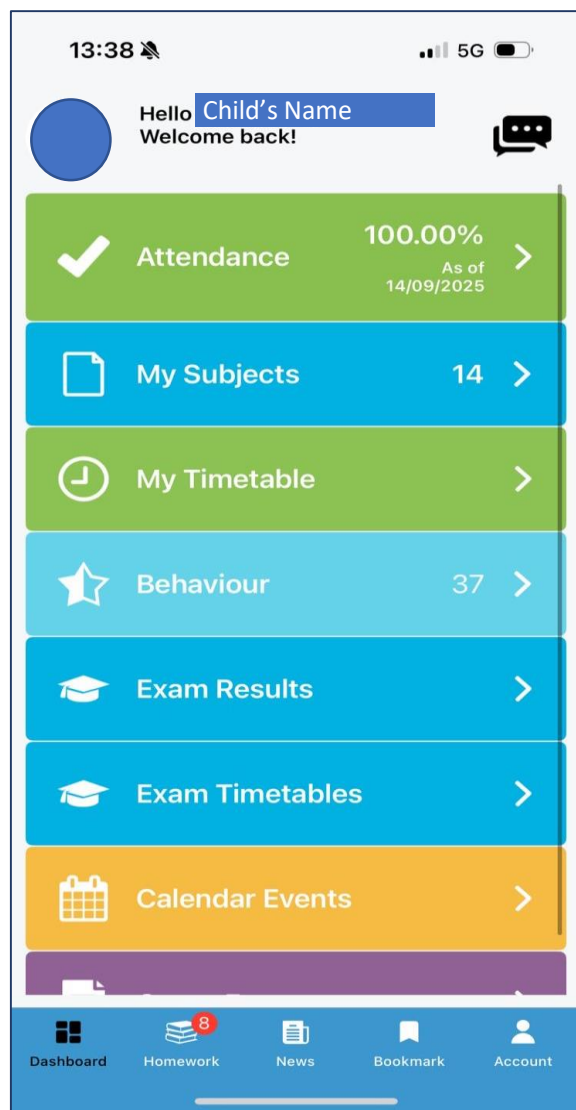 13:38 5G
Hello Child's Name
Welcome back!
Attendance 100.00%
As of
14/09/2025
My Subjects 14
My Timetable
Behaviour 37
Exam Results
Exam Timetables
Calendar Events
8
Dashboard Homework News Bookmark Account